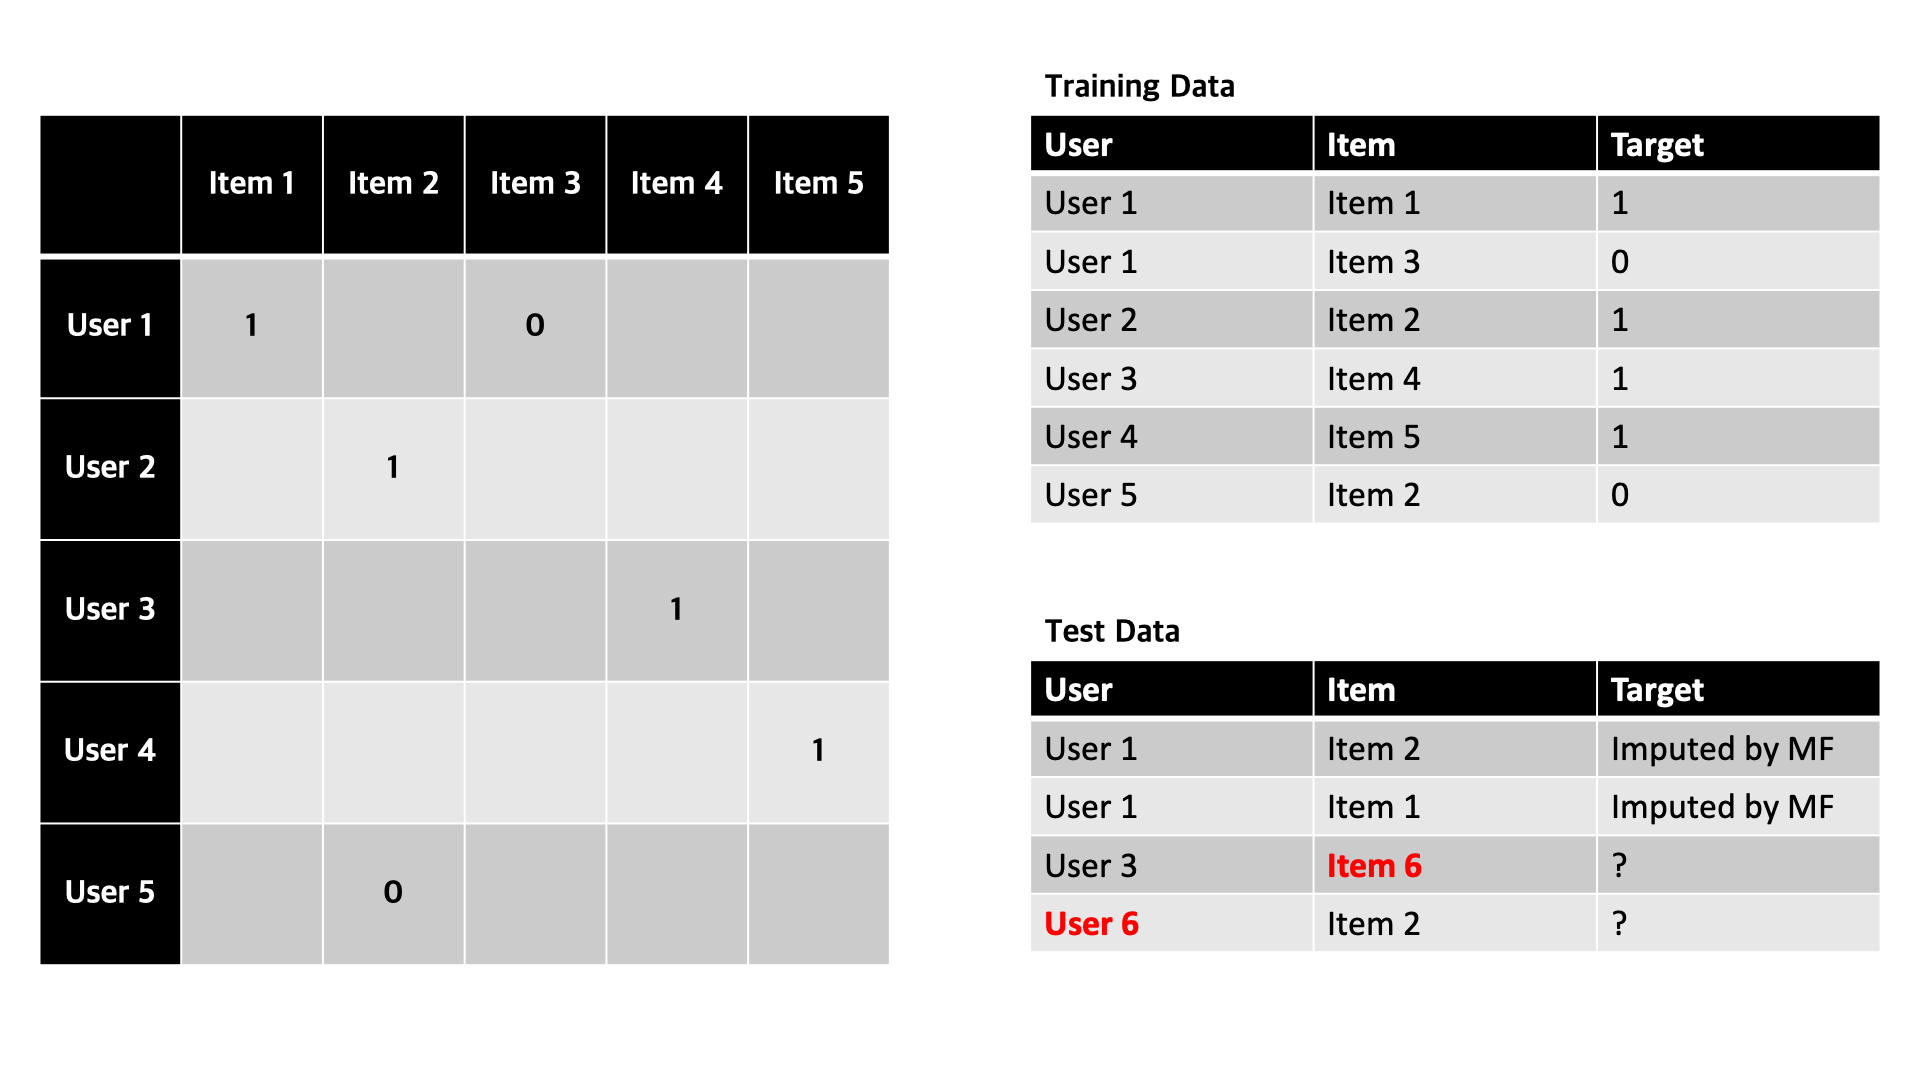 Item 1 Item 2 Item 3 Item 4 Item 5
User 1 1 0
User 2 1
User 3 1
User 4 1
User 5 0
Training Data
User Item Target
User 1 Item 1 1
User 1 Item 3 0
User 2 Item 2 1
User 3 Item 4 1
User 4 Item 5 1
User 5 Item 2 0
Test Data
User Item Target
User 1 Item 2 Imputed by MF
User 1 Item 1 Imputed by MF
User 3 Item 6 ?
User 6 Item 2 ?